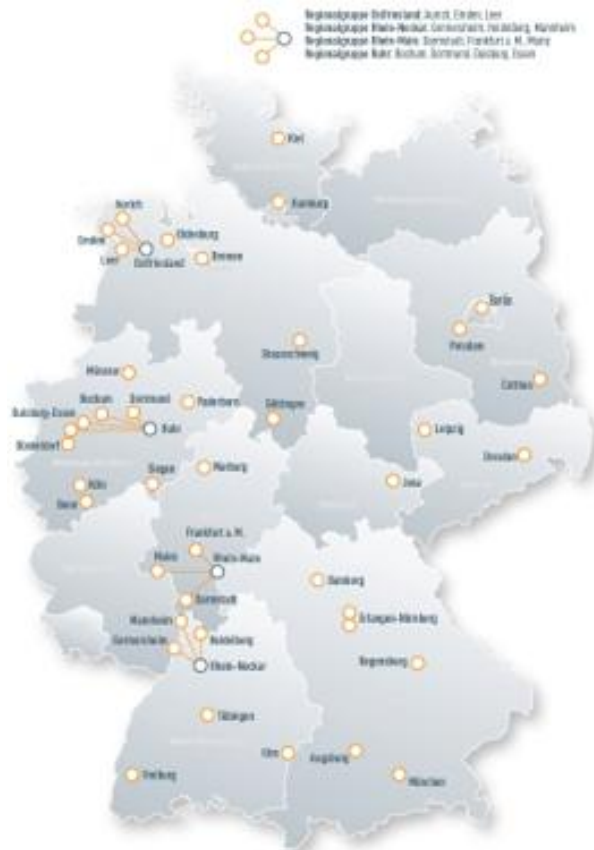 Regionalgruppe Ostfriesland: Aurich, Emden, Leer
Regionalgruppe Rhein-Neckar: Germersheim, Heidelberg, Mannheim
Regionalgruppe Rhein-Main: Darmstadt, Frankfurt a. M., Mainz
Regionalgruppe Ruhr: Bochum, Dortmund, Duisburg, Essen
Kiel
Hamburg
Emden
Oldenburg
Leer
Ostfriesland
Bremen
Berlin
Potsdam
Braunschweig
Münster
Cottbus
Bochum
Dortmund
Paderborn
Göttingen
Duisburg-Essen
Leipzig
Düsseldorf
Ruhr
Dresden
Siegen
Marburg
Köln
Jena
Bonn
Frankfurt a. M.
Mainz
Rhein-Main
Bamberg
Darmstadt
Mannheim
Erlangen-Nürnberg
Heidelberg
Germersheim
Regensburg
Rhein-Neckar
Tübingen
Ulm
Augsburg
Freiburg
München